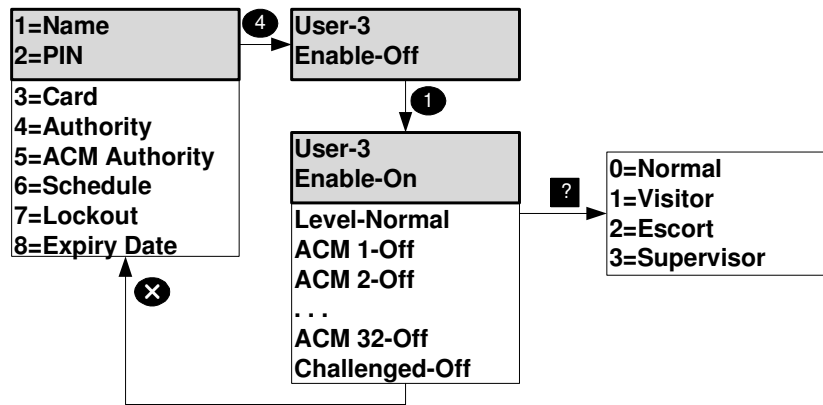 1=Name
2=PIN
3=Card
4=Authority
5=ACM Authority
6=Schedule
7=Lockout
8=Expiry Date
4
User-3
Enable-Off
1
User-3
Enable-On
Level-Normal
ACM 1-Off
ACM 2-Off
. . .
ACM 32-Off
Challenged-Off
?
0=Normal
1=Visitor
2=Escort
3=Supervisor
✕